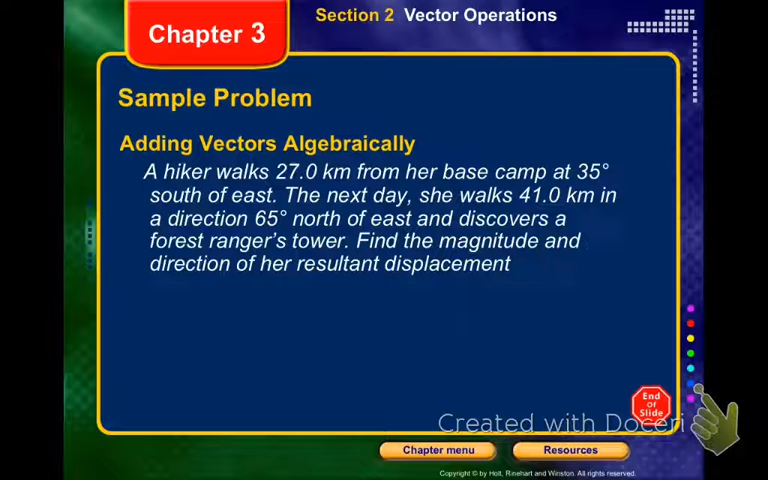 Section 2 Vector Operations
Chapter 3
Sample Problem
Adding Vectors Algebraically
A hiker walks 27.0 km from her base camp at 35°
south of east. The next day, she walks 41.0 km in
a direction 65° north of east and discovers a
forest ranger's tower. Find the magnitude and
direction of her resultant displacement
End
of
Slide
Created with Doceri
Chapter menu
Resources
Copyright © by Holt, Rinehart and Winston. All rights reserved.